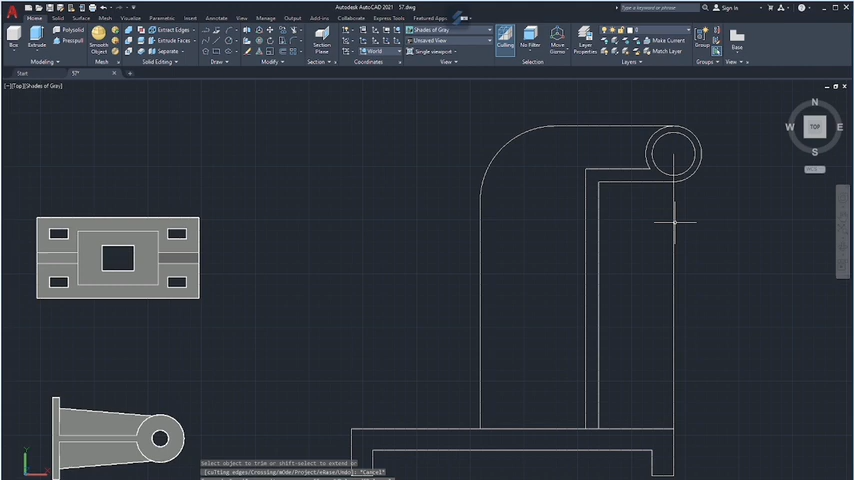 Autodesk AutoCAD 2021 57.dwg
Type a keyword or phrase
Sign in
Home Solid Surface Mesh Visualize Parametric Insert Annotate View Manage Output Add-ins Collaborate Express Tools Featured Apps
Box Extrude Polysolid Presspull Smooth Object Extract Edges Extrude Faces Separate Section Plane World Shades of Gray Unsaved View Single viewport Culling No Filter Move Gizmo Layer Properties 0 Make Current Match Layer Group Base
Modeling Mesh Solid Editing Draw Modify Section Coordinates View Selection Layers Groups View
Start 57*
[-][Top][Shades of Gray]
N
W TOP E
S
Select object to trim or shift-select to extend or
[Cutting edges/Crossing/mOde/Project/eRase/Undo]: *Cancel*